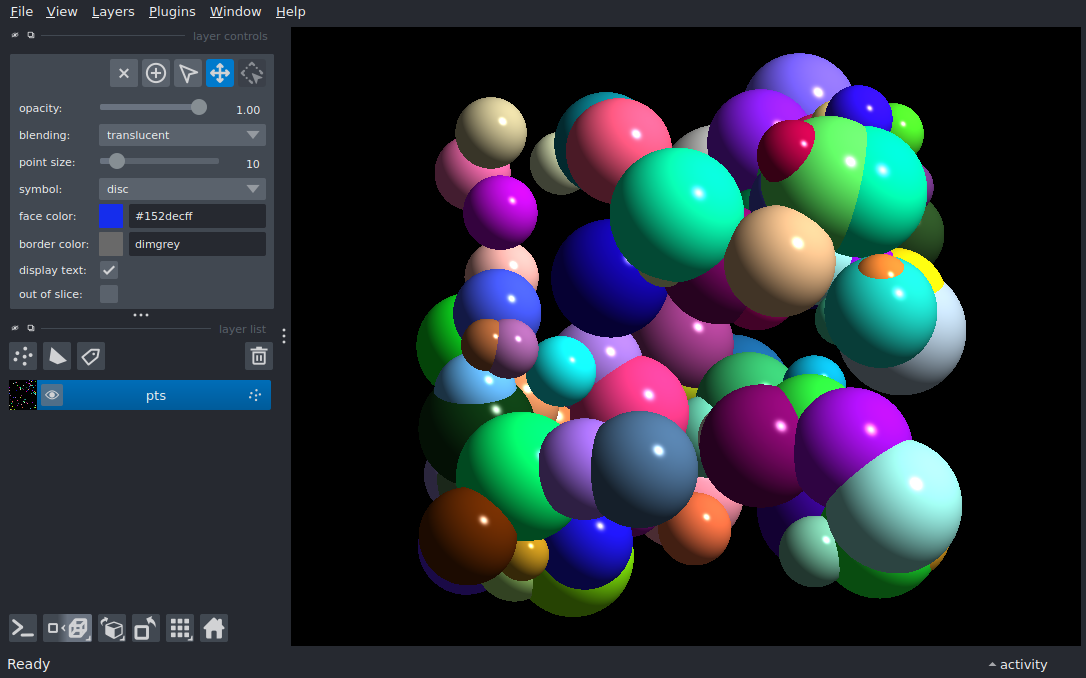 File View Layers Plugins Window Help
layer controls
opacity: 1.00
blending: translucent
point size: 10
symbol: disc
face color: #152decff
border color: dimgrey
display text:
out of slice:
layer list
pts
Ready activity